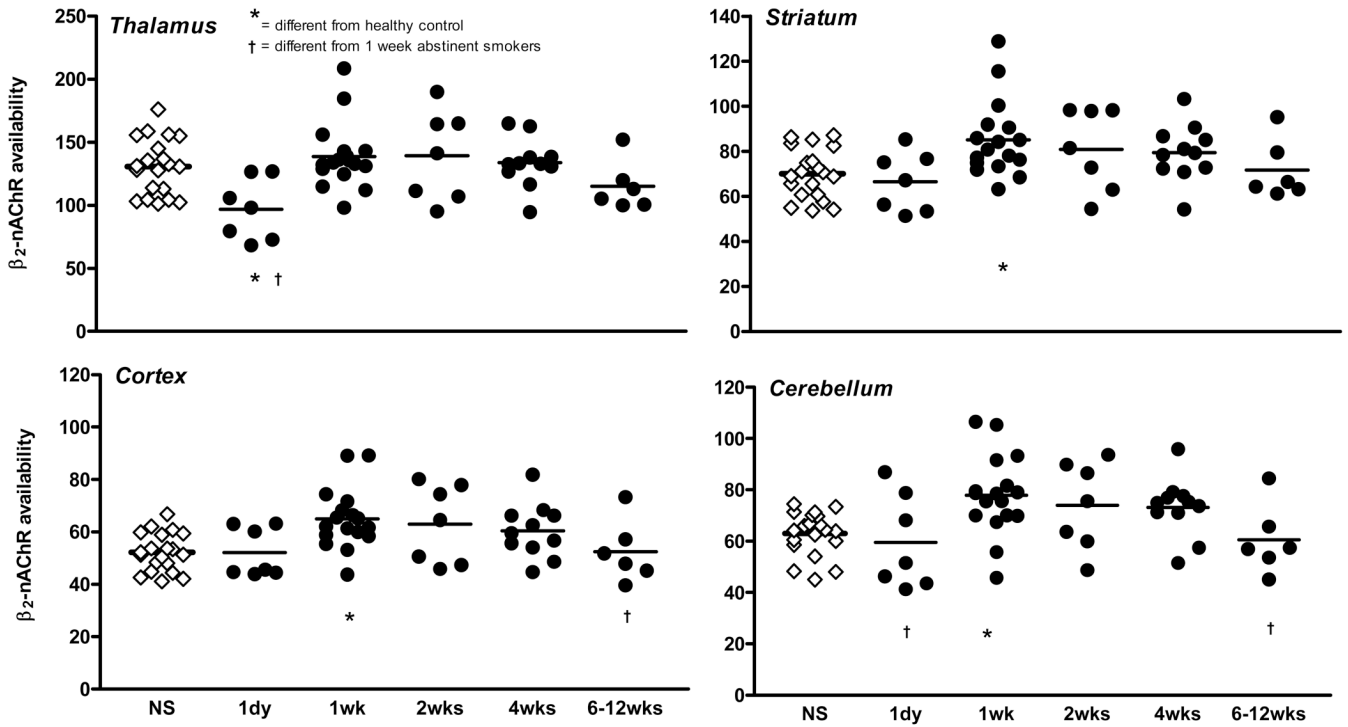 Thalamus
* = different from healthy control
† = different from 1 week abstinent smokers
β2-nAChR availability
250
200
150
100
50
0
* †
Striatum
140
120
100
80
60
40
20
0
*
Cortex
β2-nAChR availability
120
100
80
60
40
20
0
* †
NS 1dy 1wk 2wks 4wks 6-12wks
Cerebellum
120
100
80
60
40
20
0
† * †
NS 1dy 1wk 2wks 4wks 6-12wks